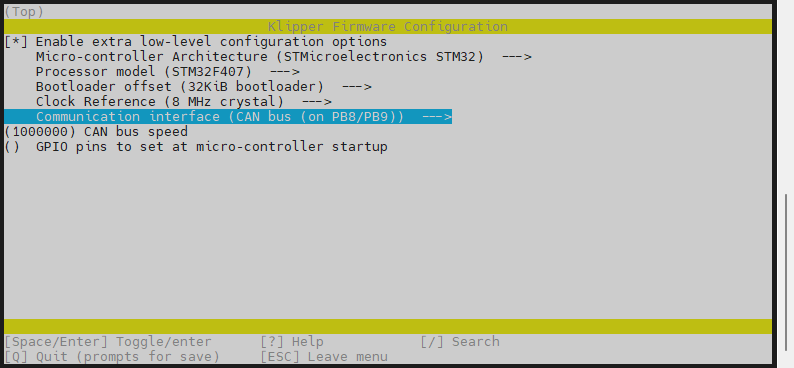 (Top)
Klipper Firmware Configuration
[*] Enable extra low-level configuration options
Micro-controller Architecture (STMicroelectronics STM32)  --->
Processor model (STM32F407)  --->
Bootloader offset (32KiB bootloader)  --->
Clock Reference (8 MHz crystal)  --->
Communication interface (CAN bus (on PB8/PB9))  --->
(1000000) CAN bus speed
()  GPIO pins to set at micro-controller startup
[Space/Enter] Toggle/enter     [?] Help            [/] Search
[Q] Quit (prompts for save)     [ESC] Leave menu